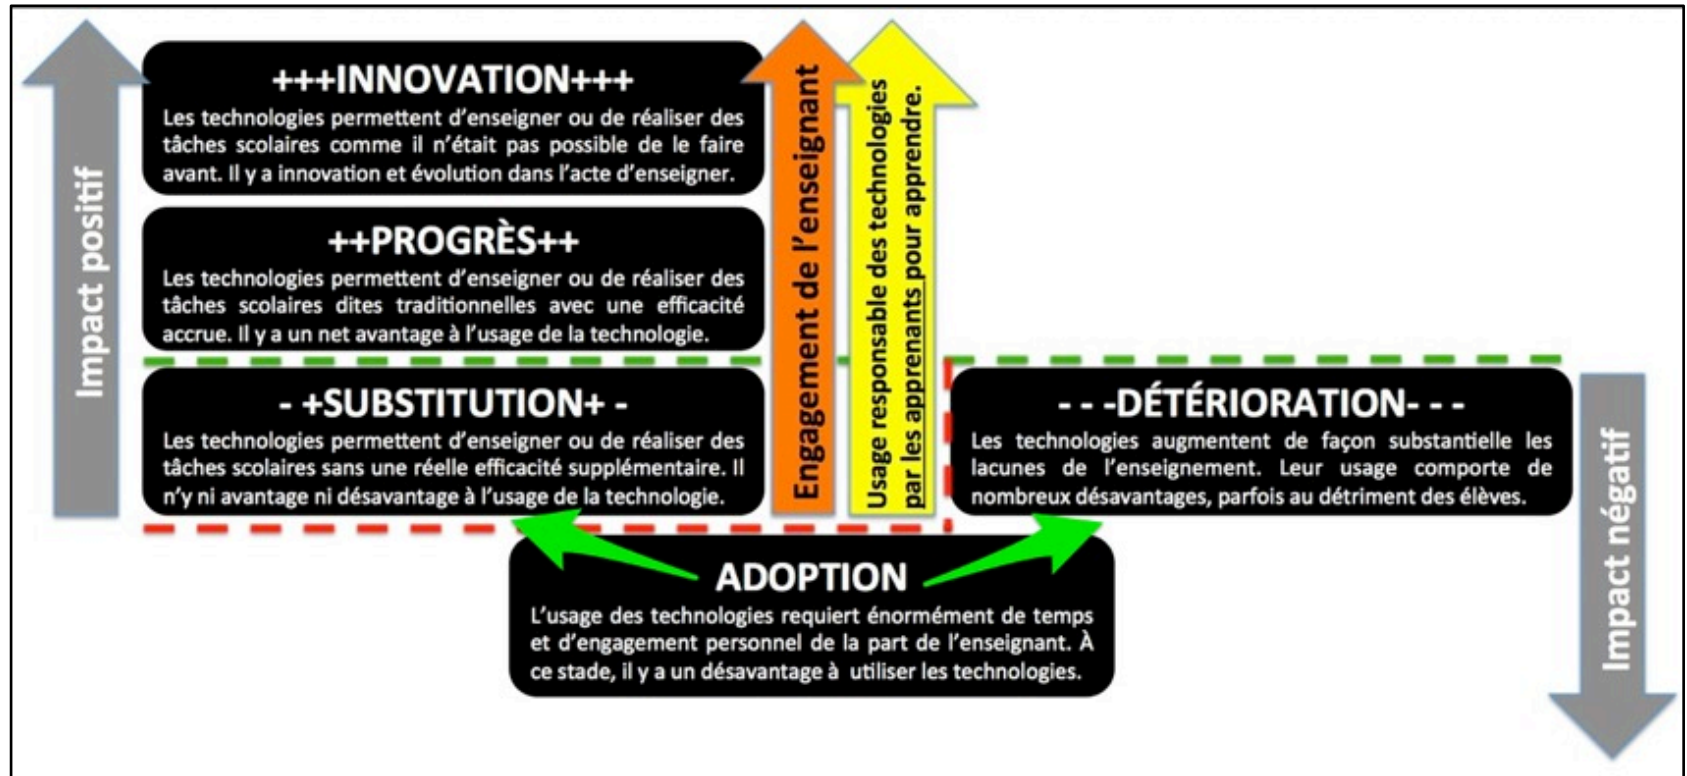 Impact positif
+++INNOVATION+++
Les technologies permettent d'enseigner ou de réaliser des
tâches scolaires comme il n'était pas possible de le faire
avant. Il y a innovation et évolution dans l'acte d'enseigner.
++PROGRÈS++
Les technologies permettent d'enseigner ou de réaliser des
tâches scolaires dites traditionnelles avec une efficacité
accrue. Il y a un net avantage à l'usage de la technologie.
- +SUBSTITUTION+ -
Les technologies permettent d'enseigner ou de réaliser des
tâches scolaires sans une réelle efficacité supplémentaire. Il
n'y ni avantage ni désavantage à l'usage de la technologie.
Engagement de l'enseignant
Usage responsable des technologies
par les apprenants pour apprendre.
- - -DÉTÉRIORATION- - -
Les technologies augmentent de façon substantielle les
lacunes de l'enseignement. Leur usage comporte de
nombreux désavantages, parfois au détriment des élèves.
Impact négatif
ADOPTION
L'usage des technologies requiert énormément de temps
et d'engagement personnel de la part de l'enseignant. À
ce stade, il y a un désavantage à utiliser les technologies.